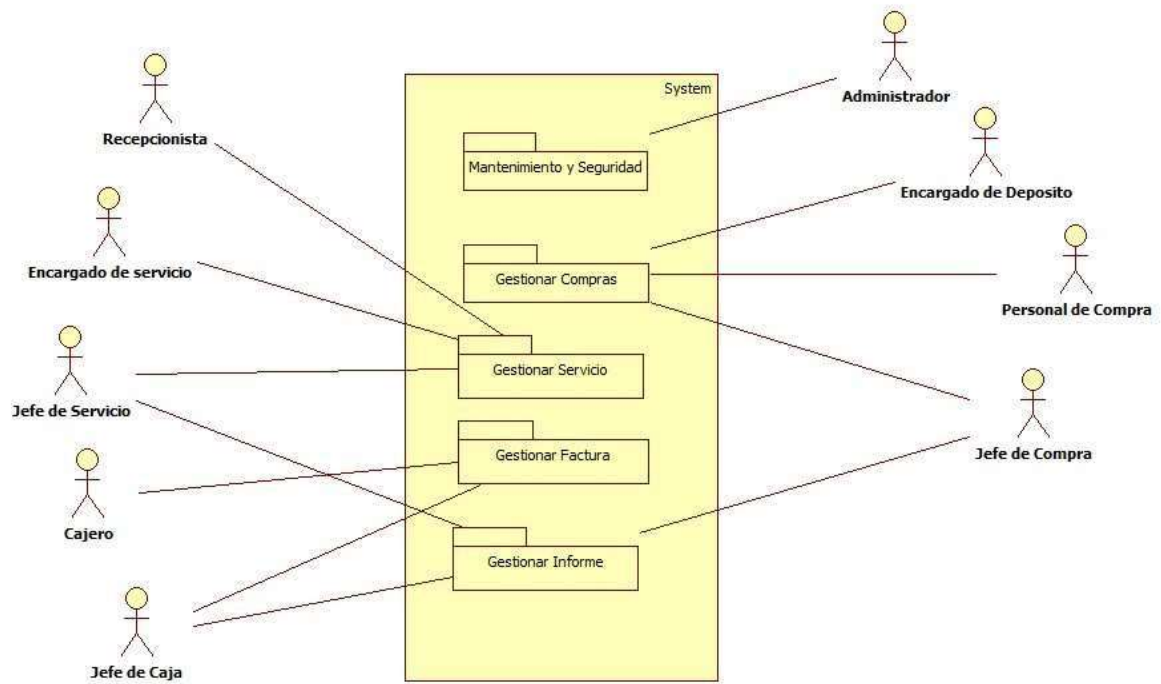 System
Administrador
Recepcionista
Mantenimiento y Seguridad
Encargado de Deposito
Encargado de servicio
Gestionar Compras
Personal de Compra
Gestionar Servicio
Jefe de Servicio
Gestionar Factura
Jefe de Compra
Cajero
Gestionar Informe
Jefe de Caja